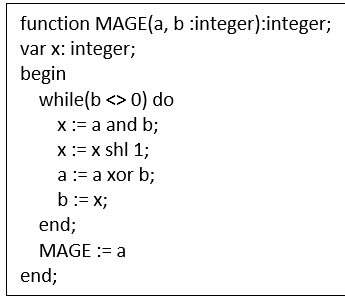 function MAGE(a, b :integer):integer;
var x: integer;
begin
while(b <> 0) do
x := a and b;
x := x shl 1;
a := a xor b;
b := x;
end;
MAGE := a
end;